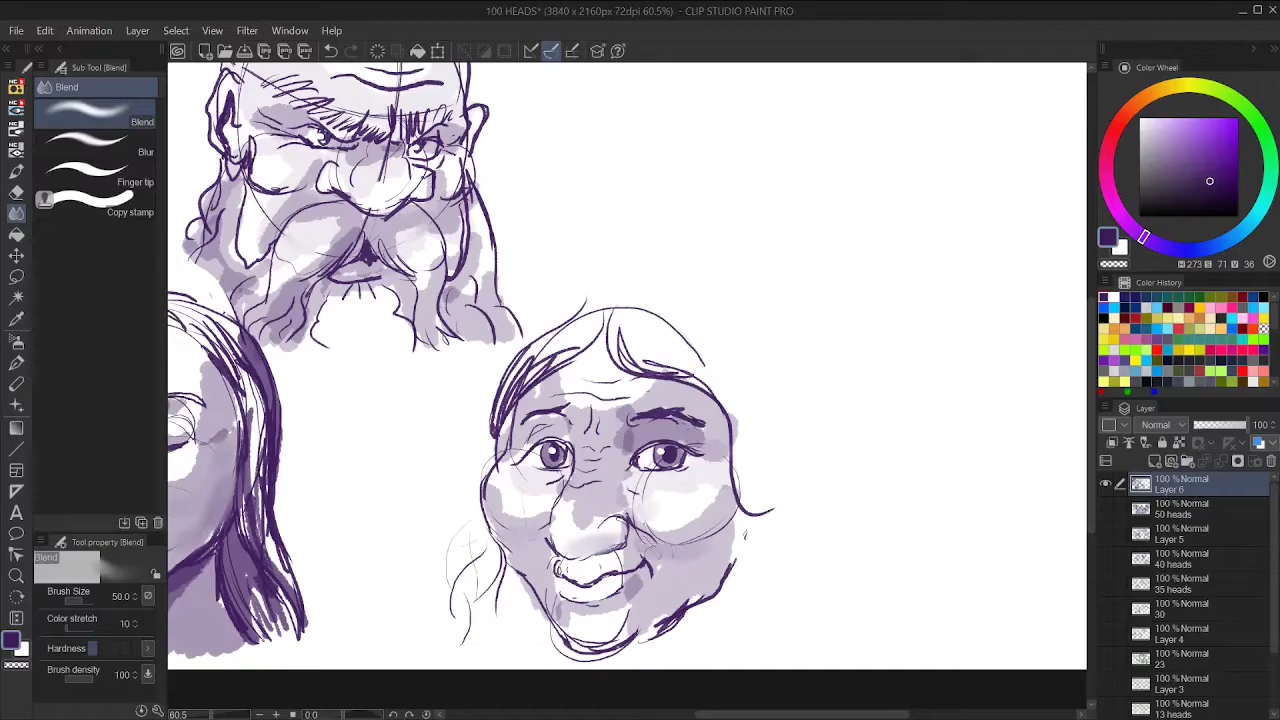 100 HEADS* (3840 x 2160px 72dpi 60.5%) - CLIP STUDIO PAINT PRO
File Edit Animation Layer Select View Filter Window Help
Sub Tool [Blend]
Blend
Blend
Blur
Finger tip
Copy stamp
Tool property [Blend]
Blend
Brush Size 50.0
Color stretch 10
Hardness
Brush density 100
60.5 0.0
Color Wheel
H 273 S 71 V 38
Color History
Layer
Normal 100
100 % Normal
Layer 6
100 % Normal
50 heads
100 % Normal
Layer 5
100 % Normal
40 heads
100 % Normal
35 heads
100 % Normal
30
100 % Normal
Layer 4
100 % Normal
23
100 % Normal
Layer 3
100 % Normal
13 heads